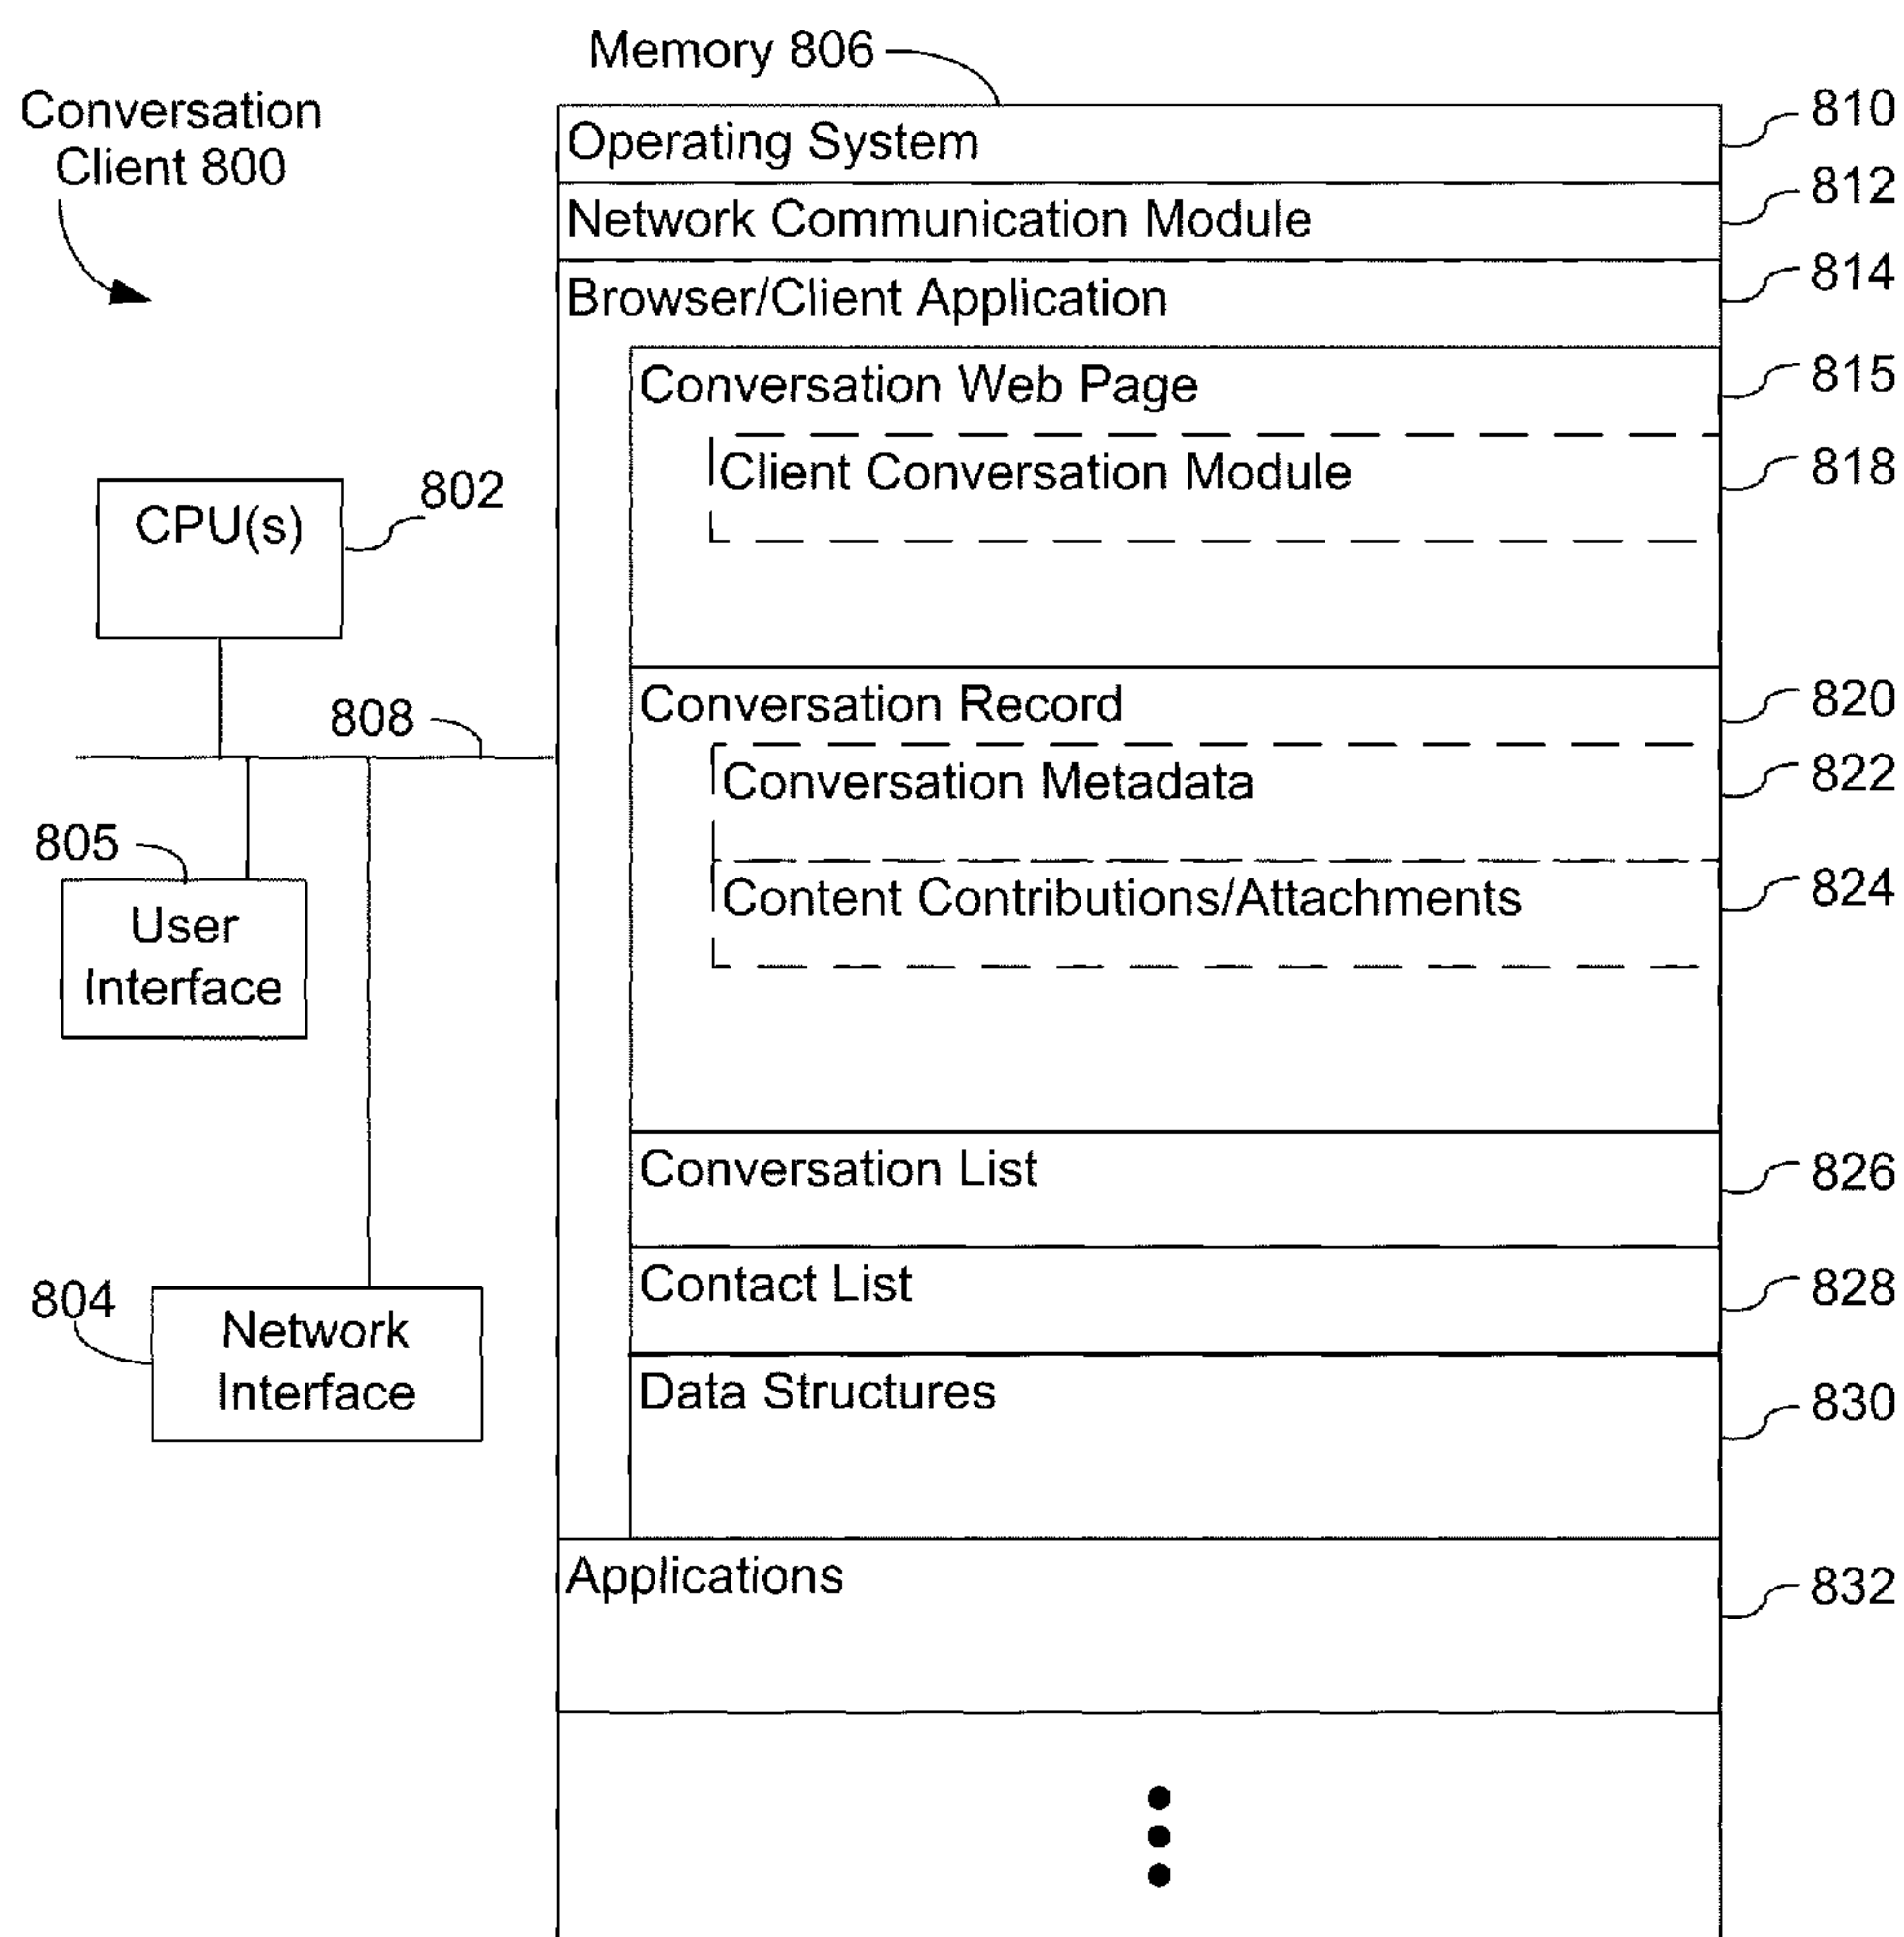 Memory 806
Conversation
Client 800
Operating System
810
Network Communication Module
812
Browser/Client Application
814
Conversation Web Page
815
Client Conversation Module
818
CPU(s)
802
Conversation Record
820
808
Conversation Metadata
822
805
User
Interface
Content Contributions/Attachments
824
Conversation List
826
Contact List
828
804
Network
Interface
Data Structures
830
Applications
832